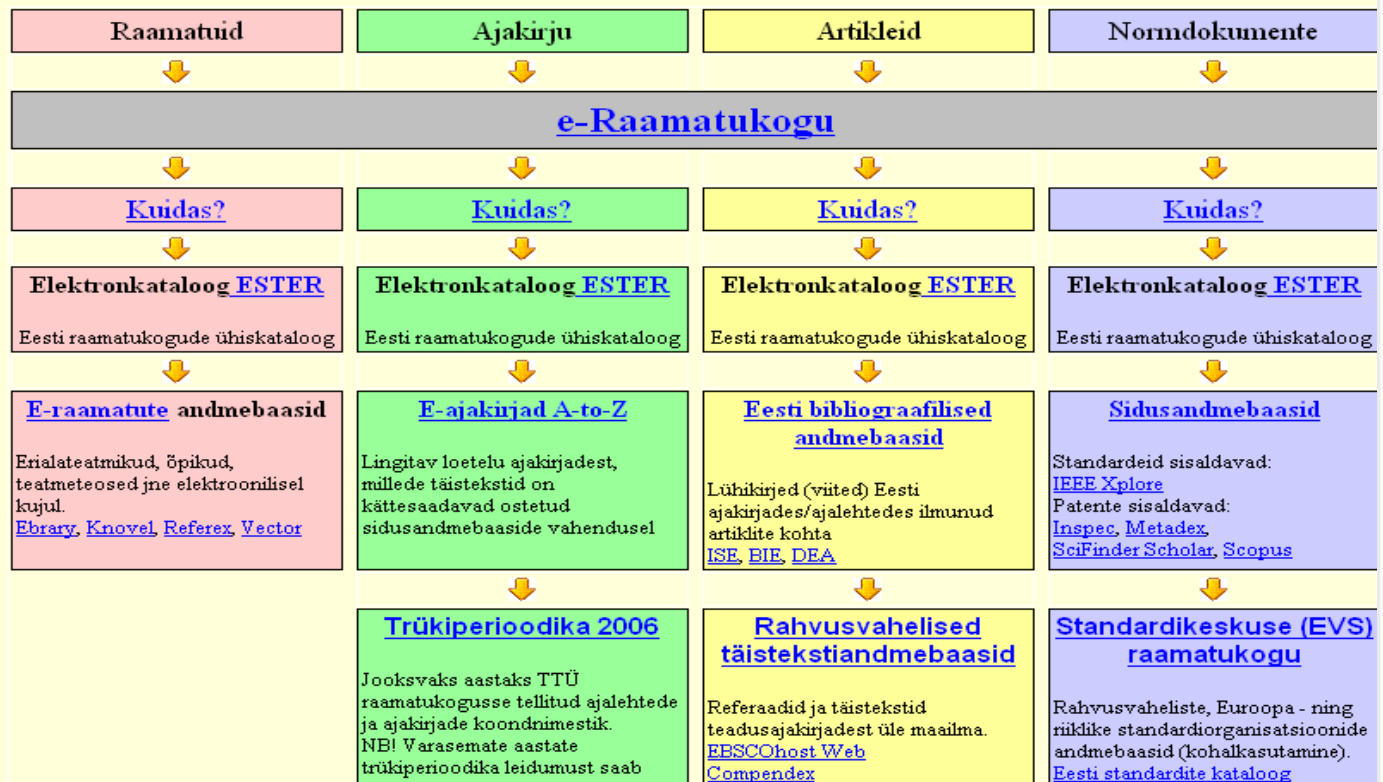 Raamatuid
Ajakirju
Artikleid
Normdokumente
e-Raamatukogu
Kuidas?
Kuidas?
Kuidas?
Kuidas?
Elektronkataloog ESTER
Eesti raamatukogude ühiskataloog
Elektronkataloog ESTER
Eesti raamatukogude ühiskataloog
Elektronkataloog ESTER
Eesti raamatukogude ühiskataloog
Elektronkataloog ESTER
Eesti raamatukogude ühiskataloog
E-raamatute andmebaasid
Erialateatmikud, õpikud,
teatmeteosed jne elektroonilisel
kujul.
Ebrary, Knovel, Referex, Vector
E-ajakirjad A-to-Z
Lingitav loetelu ajakirjadest,
millede täistekstid on
kättesaadavad ostetud
sidusandmebaaside vahendusel
Eesti bibliograafilised
andmebaasid
Lühikirjed (viited) Eesti
ajakirjades/ajalehtedes ilmunud
artiklite kohta
ISE, BIE, DEA
Sidusandmebaasid
Standardeid sisaldavad:
IEEE Xplore
Patente sisaldavad:
Inspec, Metadex,
SciFinder Scholar, Scopus
Trükiperioodika 2006
Jooksvaks aastaks TTÜ
raamatukogusse tellitud ajalehtede
ja ajakirjade koondnimestik.
NB! Varasemate aastate
trükiperioodika leidumust saab
Rahvusvahelised
täistekstiandmebaasid
Referaadid ja täistekstid
teadusajakirjadest üle maailma.
EBSCOhost Web
Compendex
Standardikeskuse (EVS)
raamatukogu
Rahvusvaheliste, Euroopa - ning
riiklike standardiorganisatsioonide
andmebaasid (kohalkasutamine).
Eesti standardite kataloog